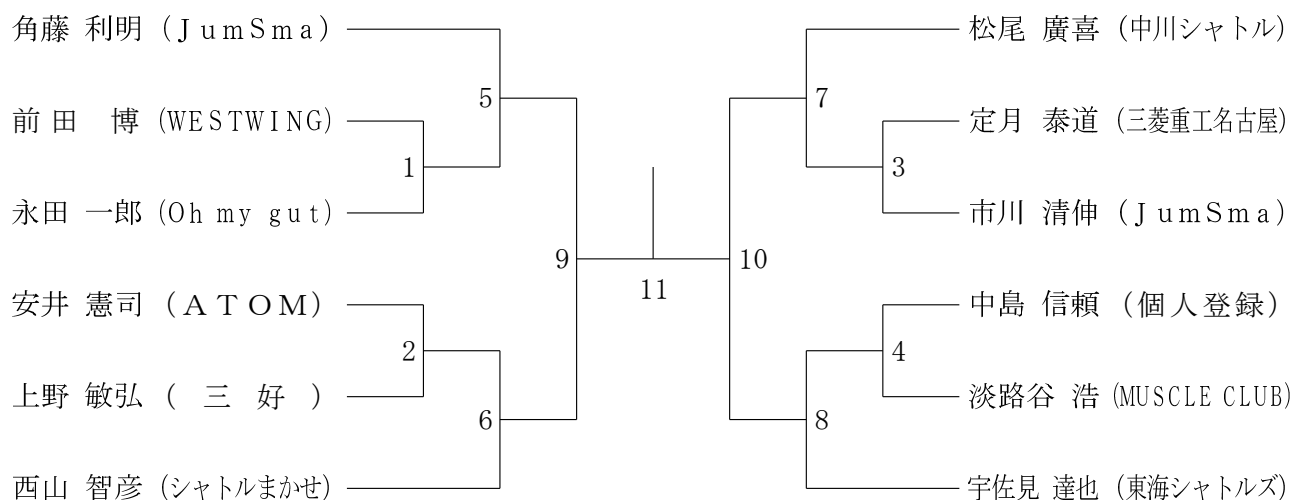 角藤 利明 (JumSma)
前田 博 (WESTWING)
永田 一郎 (Oh my gut)
安井 憲司 (ATOM)
上野 敏弘 (三好)
西山 智彦 (シャトルまかせ)
5
1
2
6
9
11
10
7
3
4
8
松尾 廣喜 (中川シャトル)
定月 泰道 (三菱重工名古屋)
市川 清伸 (JumSma)
中島 信頼 (個人登録)
淡路谷 浩 (MUSCLE CLUB)
宇佐見 達也 (東海シャトルズ)